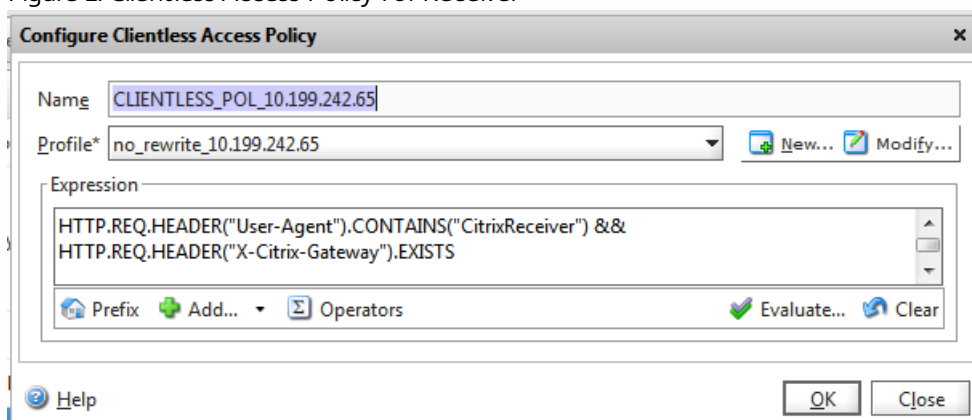 Figure 2. Clientless Access Policy For Receiver
Configure Clientless Access Policy
Name CLIENTLESS_POL_10.199.242.65
Profile* no_rewrite_10.199.242.65 New... Modify...
Expression
HTTP.REQ.HEADER("User-Agent").CONTAINS("CitrixReceiver") &&
HTTP.REQ.HEADER("X-Citrix-Gateway").EXISTS
Prefix Add... Operators Evaluate... Clear
Help OK Close